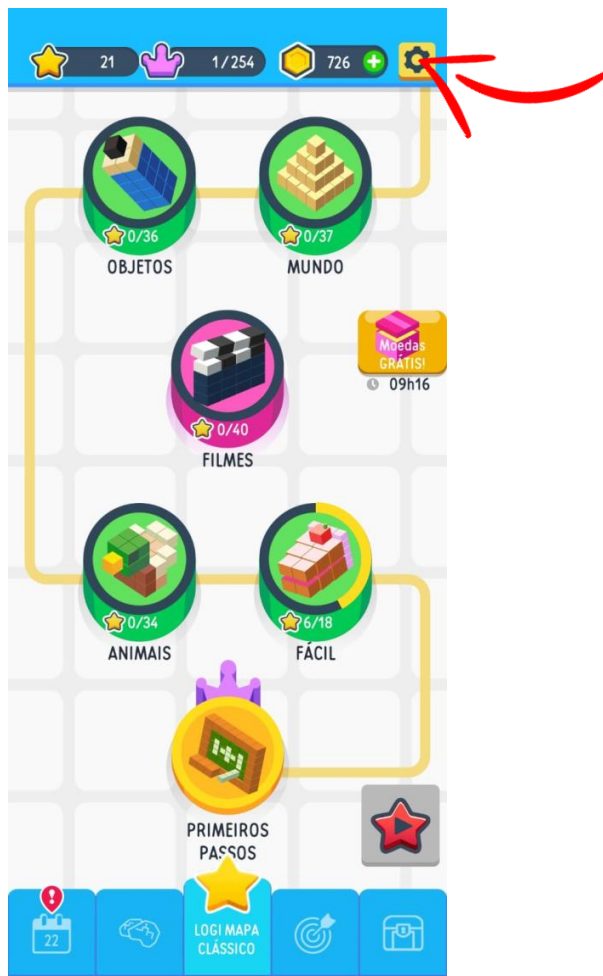 21
1/254
726
0/36
0/37
OBJETOS
MUNDO
Moedas
GRÁTIS!
09h16
0/40
FILMES
0/34
6/18
ANIMAIS
FÁCIL
PRIMEIROS
PASSOS
22
LOGI MAPA
CLÁSSICO